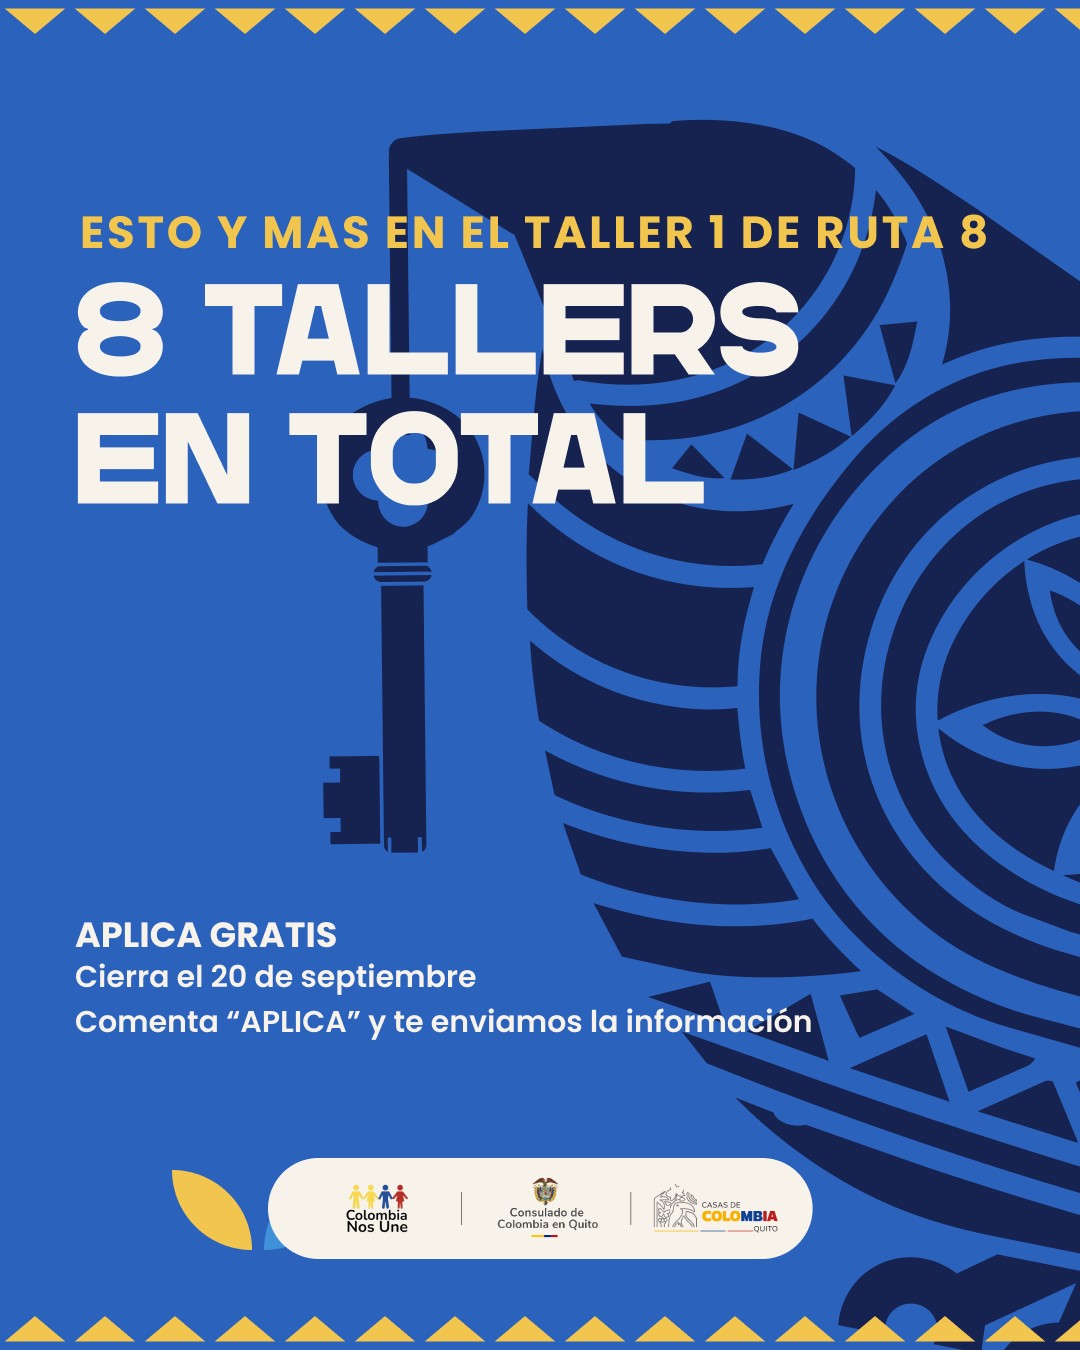 ESTO Y MAS EN EL TALLER 1 DE RUTA 8
8 TALLERS
EN TOTAL
APLICA GRATIS
Cierra el 20 de septiembre
Comenta “APLICA” y te enviamos la información
Colombia
Nos Une
Consulado de
Colombia en Quito
CASAS DE
COLOMBIA
QUITO